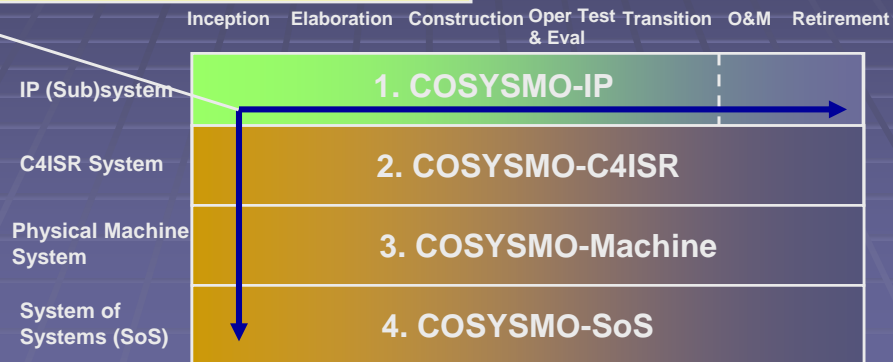 Inception Elaboration Construction Oper Test & Eval Transition O&M Retirement
IP (Sub)system
1. COSYSMO-IP
C4ISR System
2. COSYSMO-C4ISR
Physical Machine
System
3. COSYSMO-Machine
System of
Systems (SoS)
4. COSYSMO-SoS